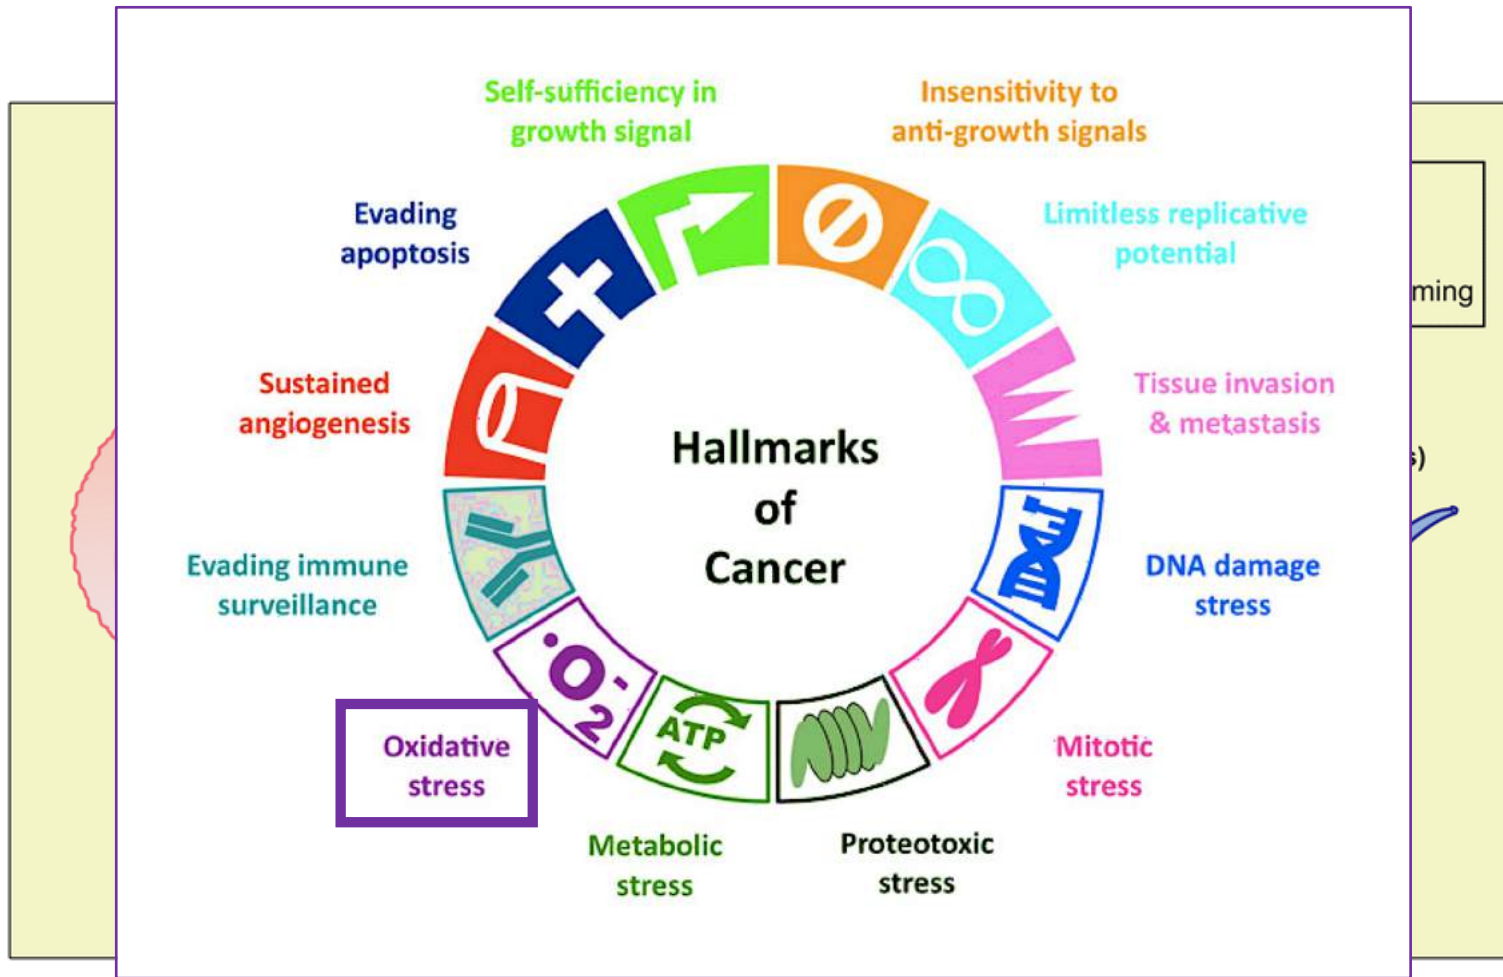 Self-sufficiency in
growth signal
Insensitivity to
anti-growth signals
Evading
apoptosis
Limitless replicative
potential
ming
Sustained
angiogenesis
Tissue invasion
& metastasis
s)
Hallmarks
of
Cancer
Evading immune
surveillance
DNA damage
stress
•O2-
ATP
Oxidative
stress
Mitotic
stress
Metabolic
stress
Proteotoxic
stress